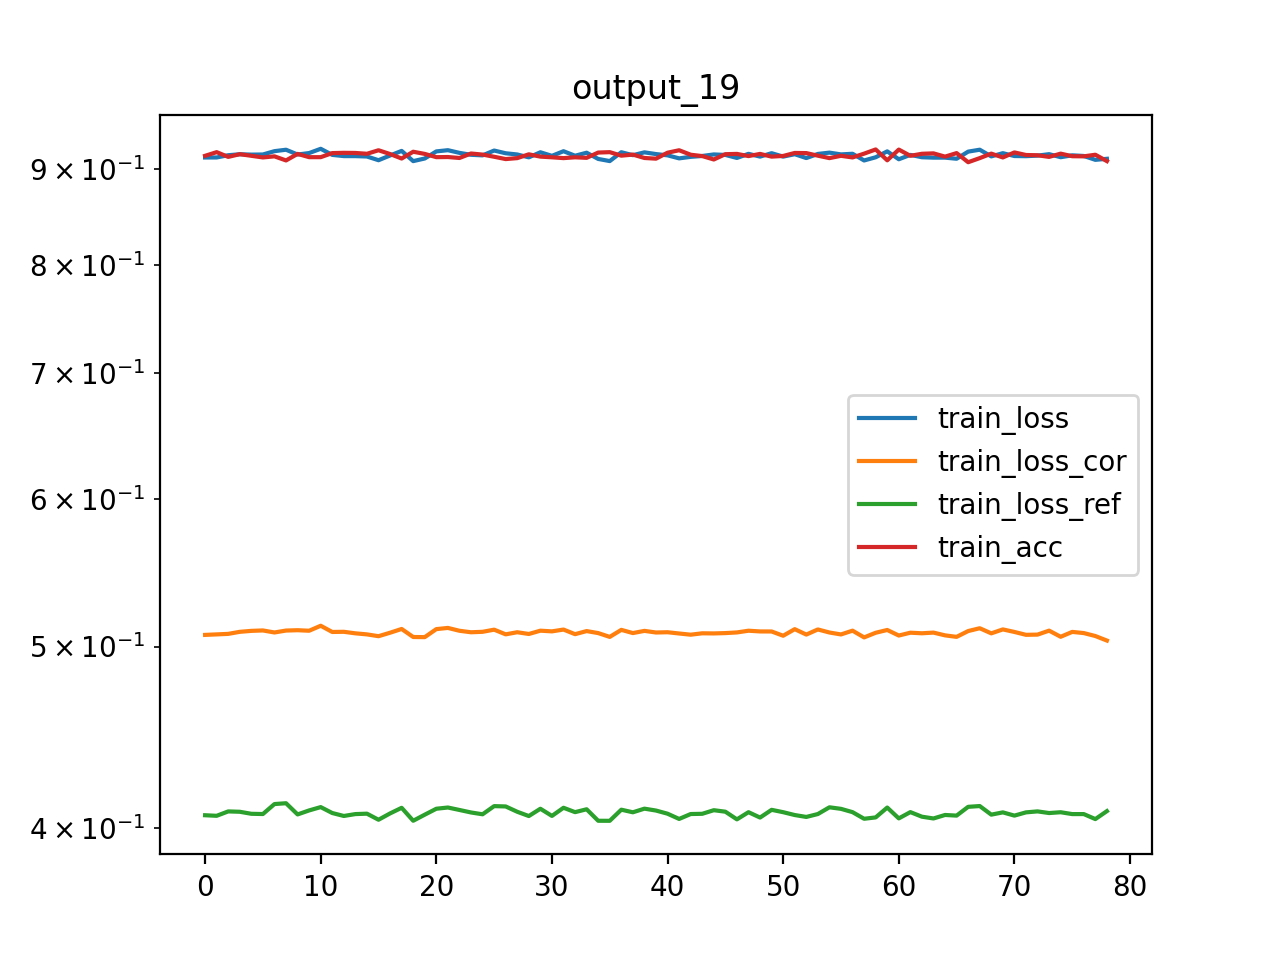 output_19
9 × 10⁻¹
8 × 10⁻¹
7 × 10⁻¹
6 × 10⁻¹
5 × 10⁻¹
4 × 10⁻¹
train_loss
train_loss_cor
train_loss_ref
train_acc
0 10 20 30 40 50 60 70 80